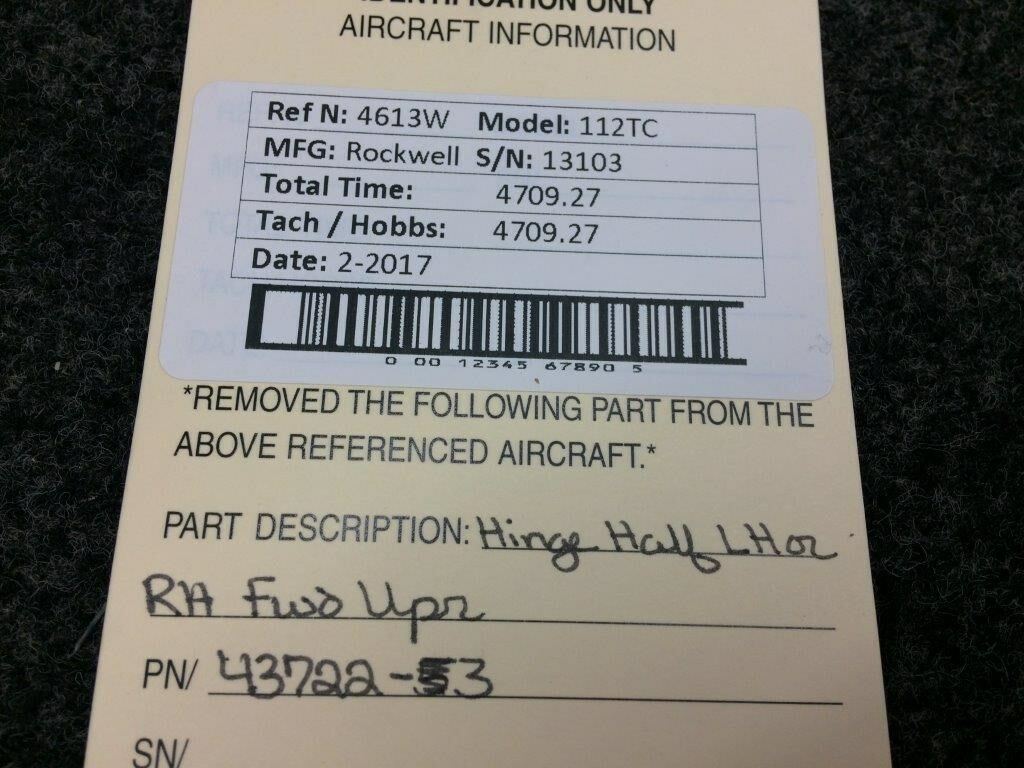 IDENTIFICATION ONLY
AIRCRAFT INFORMATION
Ref N: 4613W Model: 112TC
MFG: Rockwell S/N: 13103
Total Time: 4709.27
Tach / Hobbs: 4709.27
Date: 2-2017
0 00 12345 67890 5
*REMOVED THE FOLLOWING PART FROM THE
ABOVE REFERENCED AIRCRAFT.*
PART DESCRIPTION: Hinge Half LH or
RH Fwd Upr
PN/ 43722-53
SN/